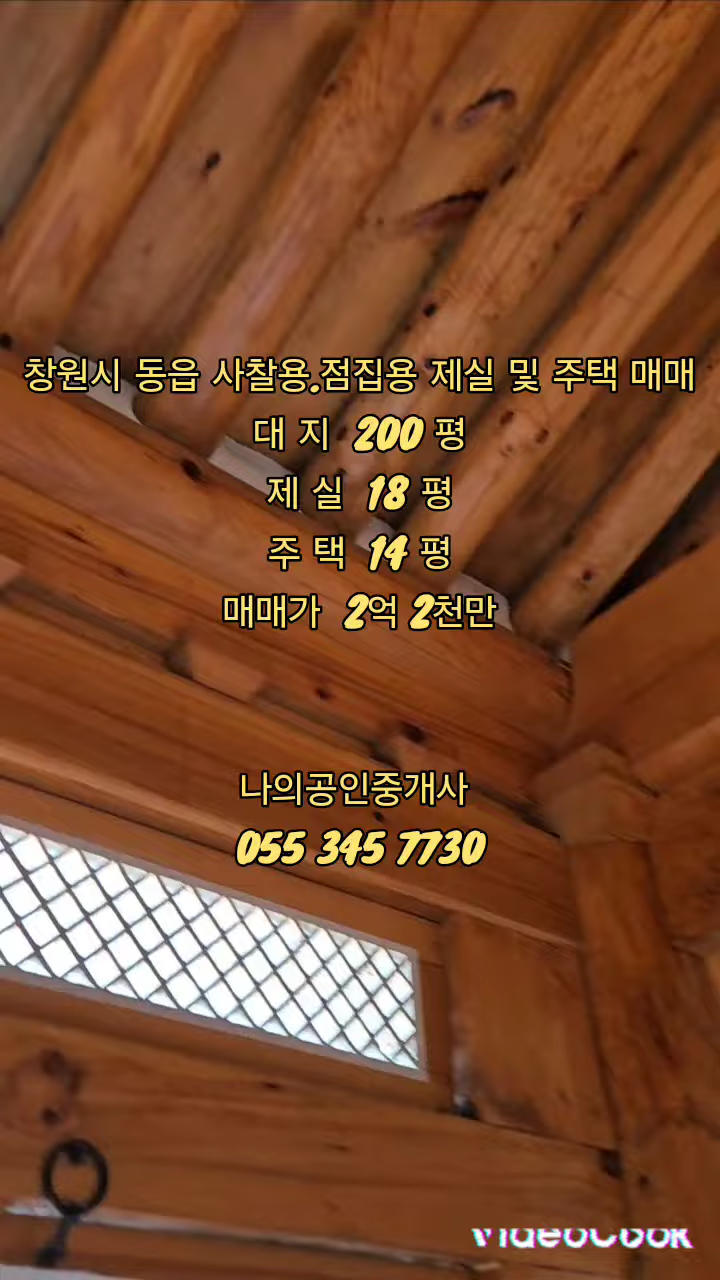 창원시 동읍 사찰용.점집용 제실 및 주택 매매
대 지 200 평
제 실 18 평
주 택 14 평
매매가 2억 2천만
나의공인중개사
055 345 7730
VideoCook